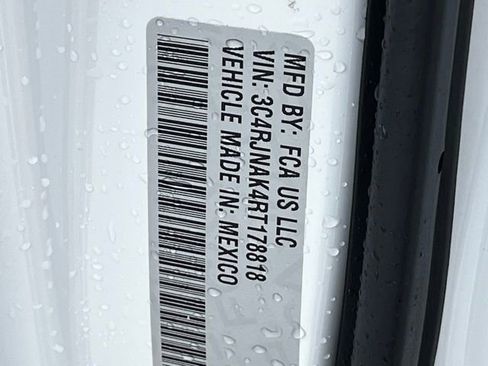 MFD BY: FCA US LLC
VIN: 3C4RJNAK4RT178818
VEHICLE MADE IN: MEXICO